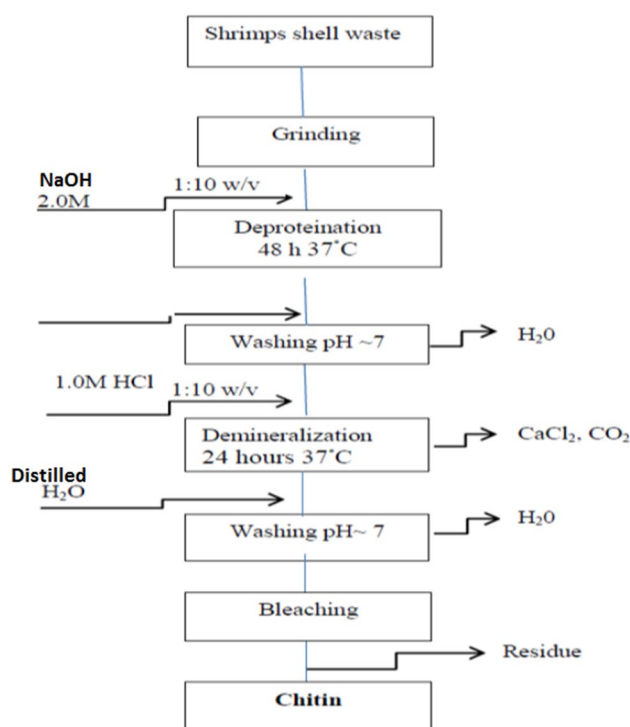 Shrimps shell waste
Grinding
NaOH
2.0M
1:10 w/v
Deproteination
48 h 37°C
Washing pH ~7
H₂0
1.0M HCl
1:10 w/v
Demineralization
24 hours 37°C
CaCl₂, CO₂
Distilled
H₂O
Washing pH~ 7
H₂0
Bleaching
Residue
Chitin